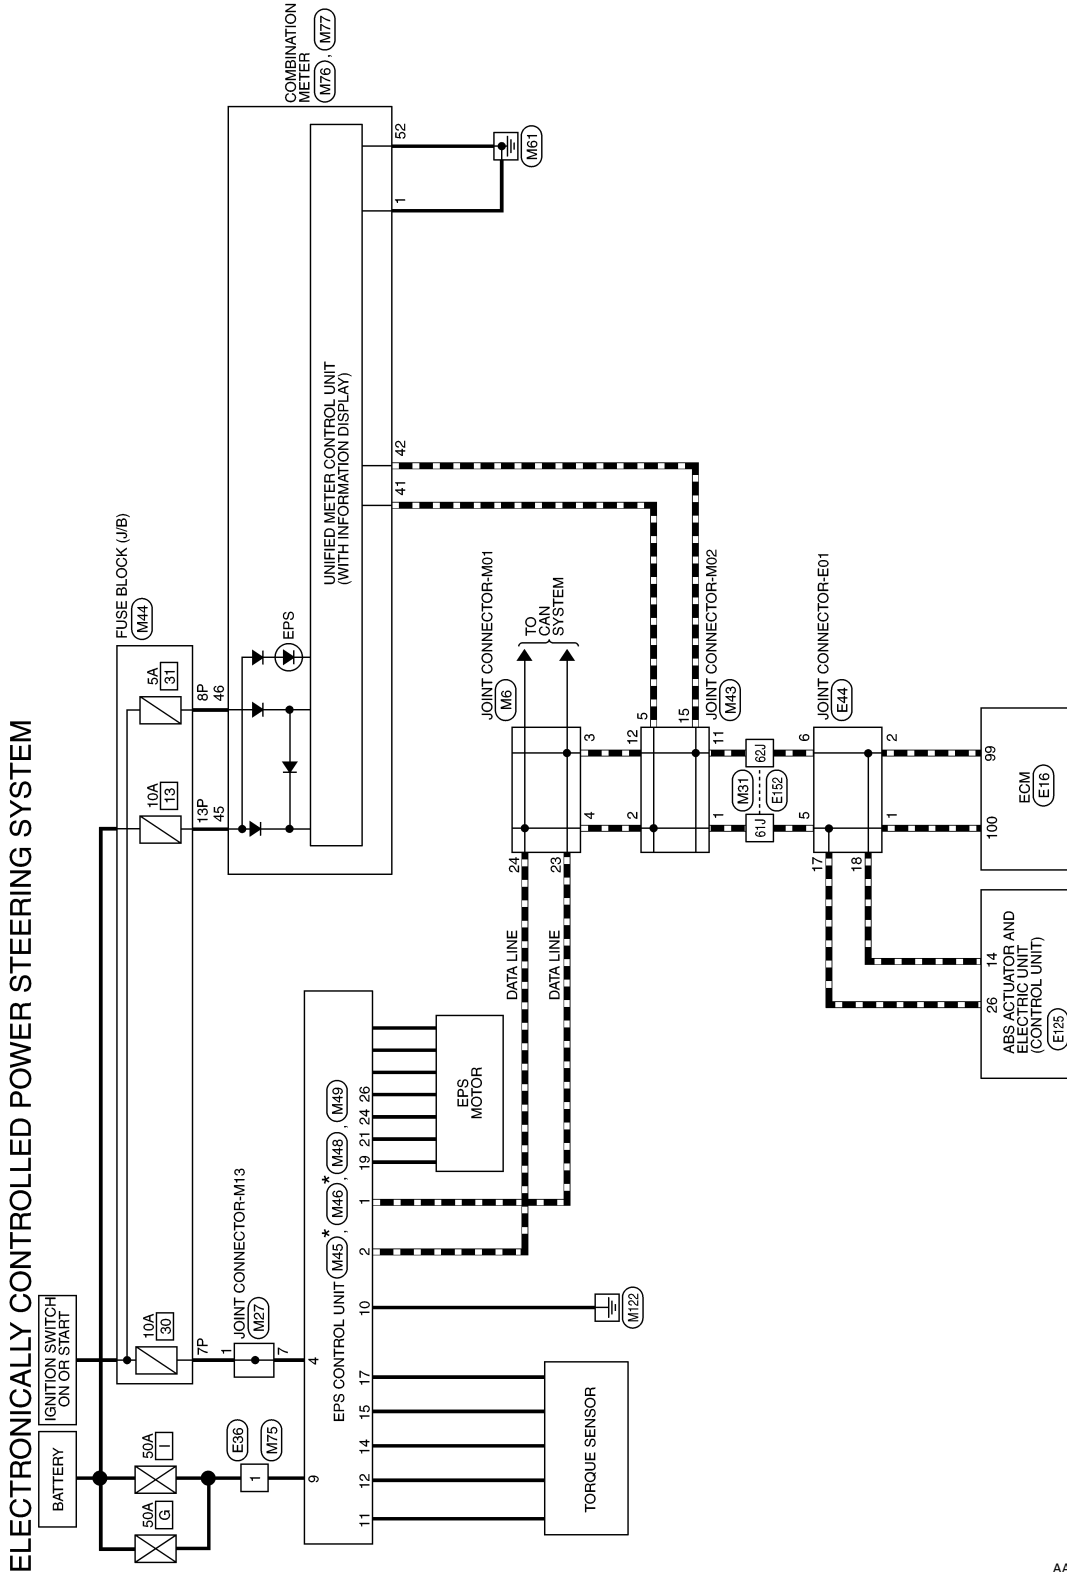 ELECTRONICALLY CONTROLLED POWER STEERING SYSTEM
BATTERY
IGNITION SWITCH
ON OR START
50A
G
50A
I
10A
30
10A
13
5A
31
FUSE BLOCK (J/B)
M44
7P
13P
8P
E36
1
M75
1
JOINT CONNECTOR-M13
M27
7
45
46
COMBINATION
METER
M76 , M77
EPS
UNIFIED METER CONTROL UNIT
(WITH INFORMATION DISPLAY)
41
42
1
52
M61
9
4
EPS CONTROL UNIT M45 * , M46 * , M48 , M49
11
12
14
15
17
10
2
1
19
21
24
26
TORQUE SENSOR
M122
EPS
MOTOR
DATA LINE
DATA LINE
24
23
JOINT CONNECTOR-M01
M6
TO
CAN
SYSTEM
4
3
2
12
5
15
JOINT CONNECTOR-M02
M43
1
11
61J
M31
E152
62J
5
6
JOINT CONNECTOR-E01
E44
17
18
1
2
26
14
ABS ACTUATOR AND
ELECTRIC UNIT
(CONTROL UNIT)
E125
100
99
ECM
E16
AA